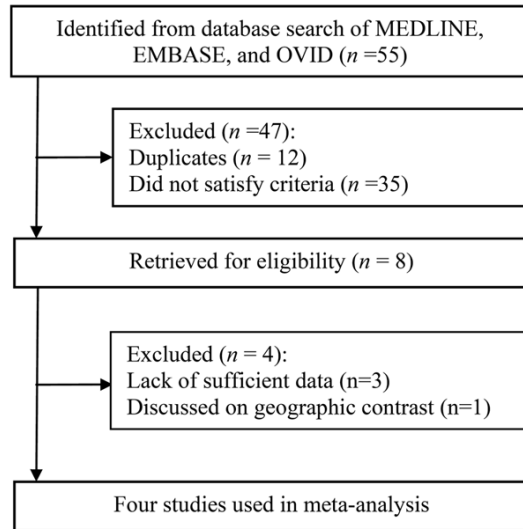 Identified from database search of MEDLINE,
EMBASE, and OVID (n =55)
Excluded (n =47):
Duplicates (n = 12)
Did not satisfy criteria (n =35)
Retrieved for eligibility (n = 8)
Excluded (n = 4):
Lack of sufficient data (n=3)
Discussed on geographic contrast (n=1)
Four studies used in meta-analysis